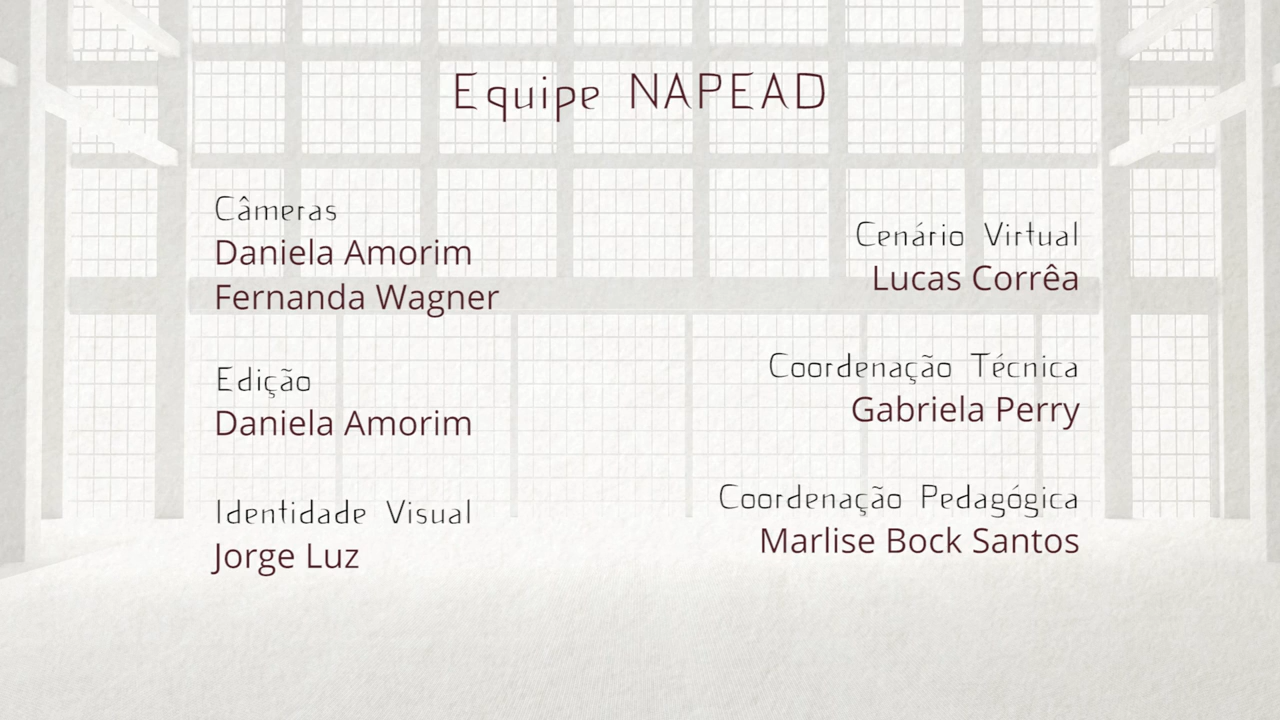 Equipe NAPEAD
Câmeras
Daniela Amorim
Fernanda Wagner
Edição
Daniela Amorim
Identidade Visual
Jorge Luz
Cenário Virtual
Lucas Corrêa
Coordenação Técnica
Gabriela Perry
Coordenação Pedagógica
Marlise Bock Santos